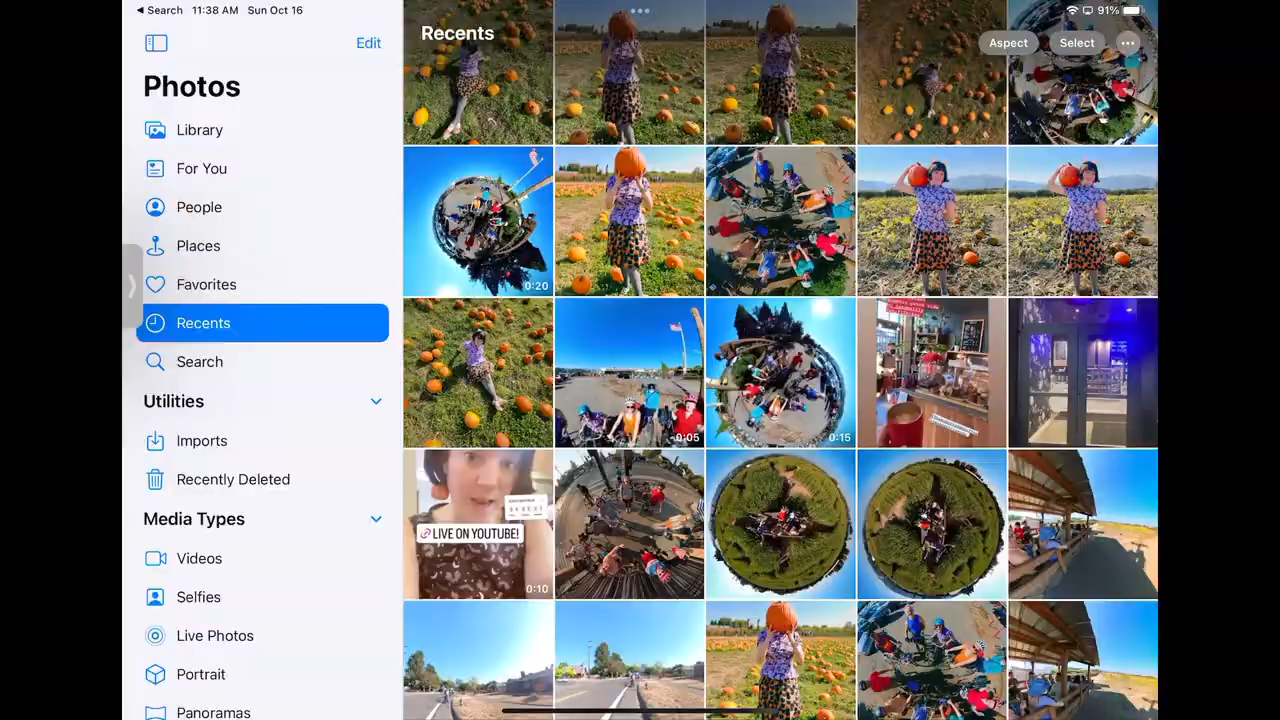 Search 11:38 AM Sun Oct 16
91%
Edit
Photos
Library
For You
People
Places
Favorites
Recents
Search
Utilities
Imports
Recently Deleted
Media Types
Videos
Selfies
Live Photos
Portrait
Panoramas
Recents
Aspect
Select
0:20
0:05
0:15
LIVE ON YOUTUBE!
0:10